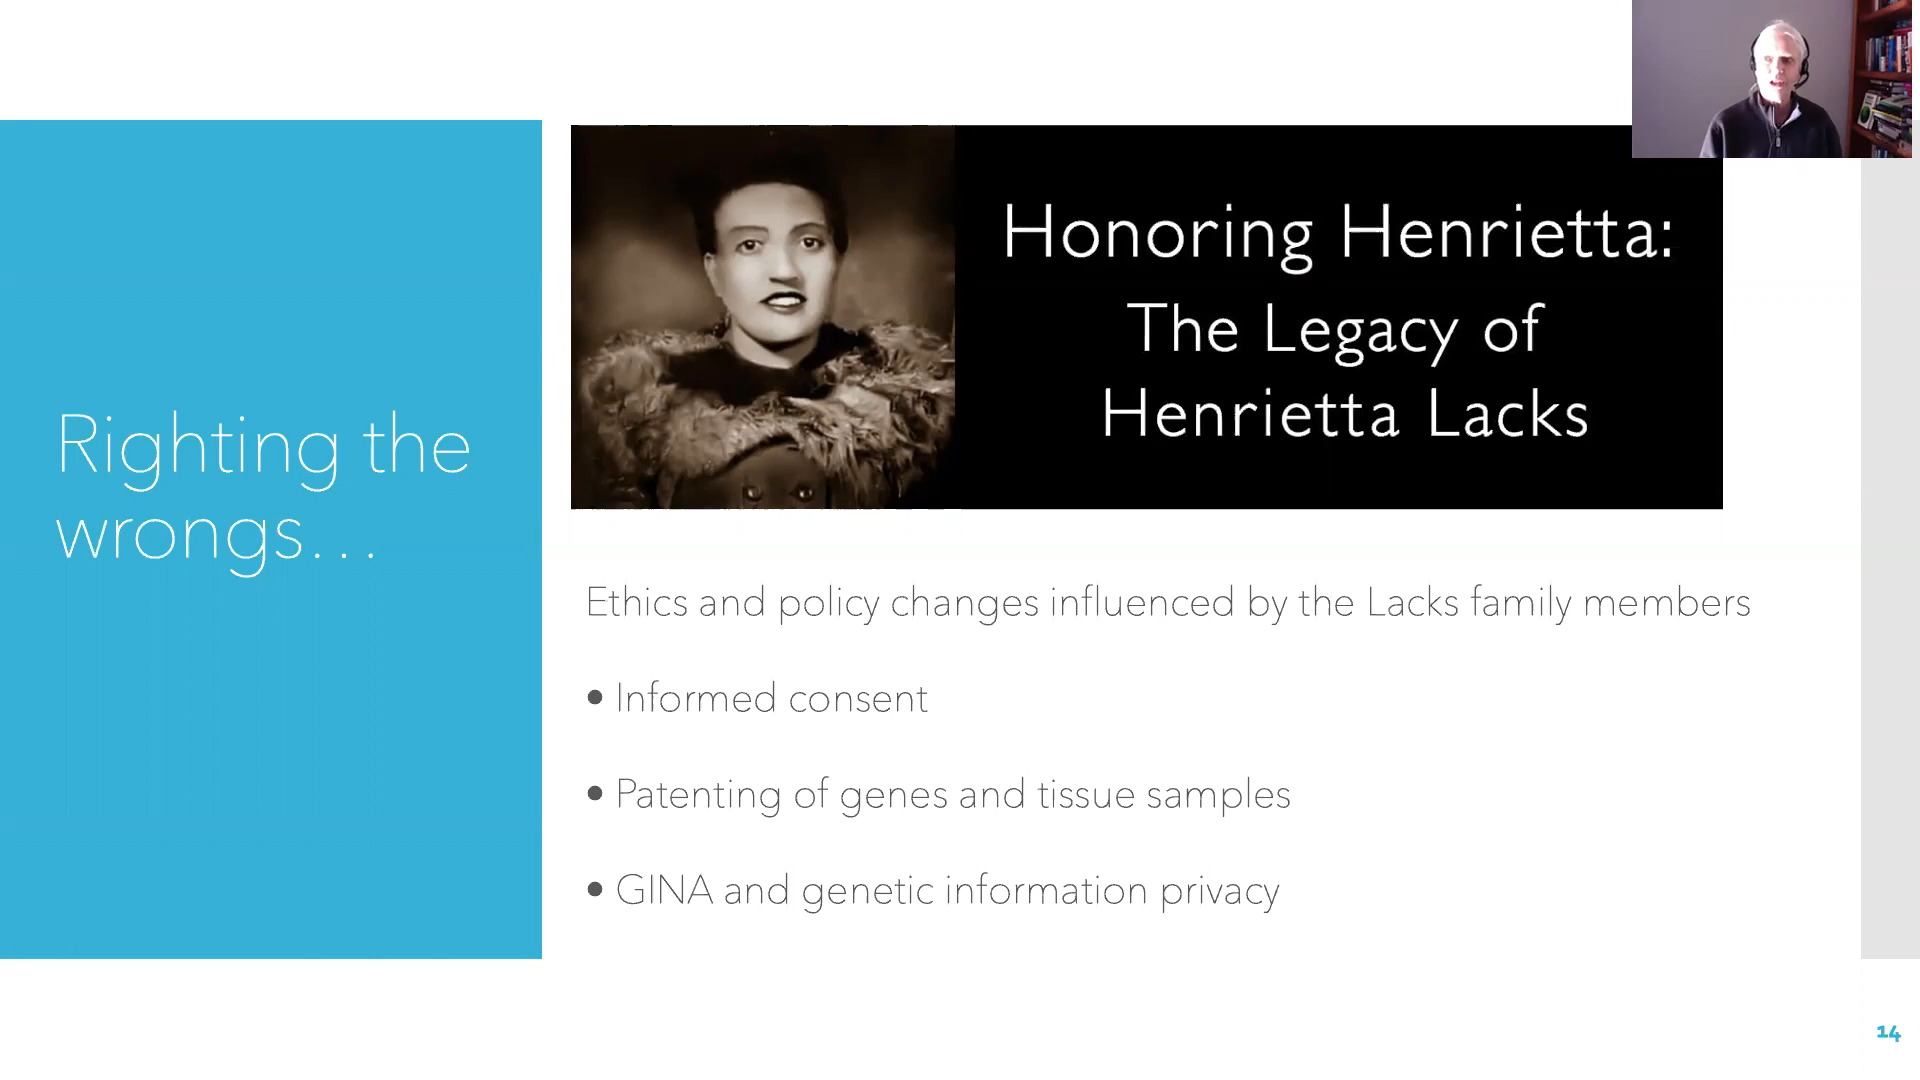 Righting the
wrongs...
Honoring Henrietta:
The Legacy of
Henrietta Lacks
Ethics and policy changes influenced by the Lacks family members
• Informed consent
• Patenting of genes and tissue samples
• GINA and genetic information privacy
14